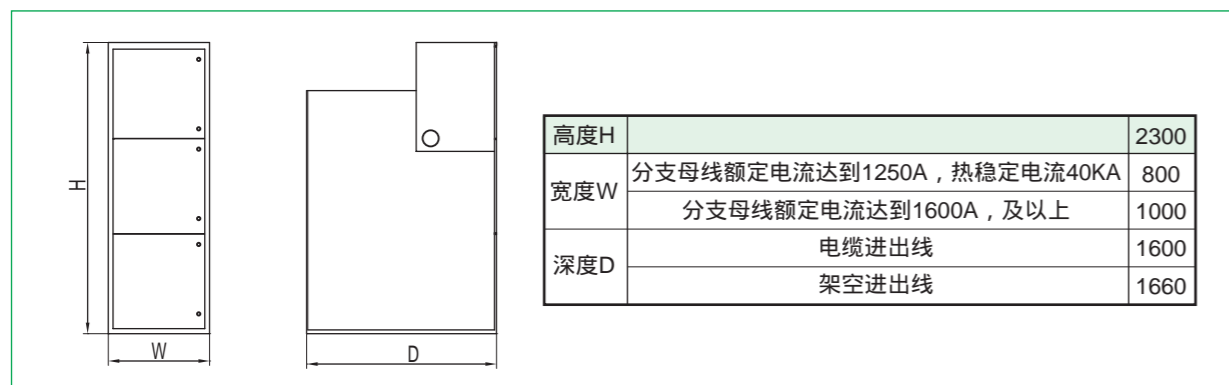 H
W
D
高度H 2300
宽度W 分支母线额定电流达到1250A，热稳定电流40KA 800
分支母线额定电流达到1600A，及以上 1000
深度D 电缆进出线 1600
架空进出线 1660